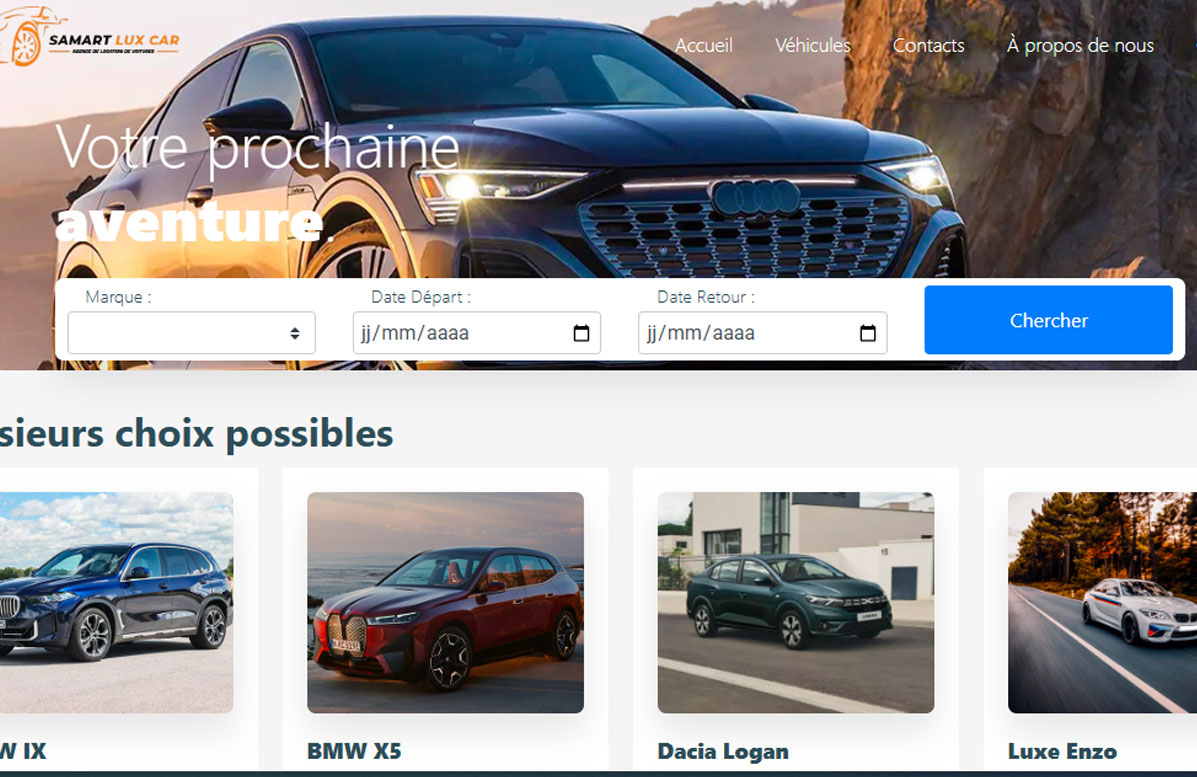 SAMART LUX CAR
AGENCE DE LOCATION DE VOITURES
Accueil Véhicules Contacts À propos de nous
Votre prochaine
aventure.
Marque : Date Départ : Date Retour :
jj/mm/aaaa jj/mm/aaaa Chercher
sieurs choix possibles
W IX BMW X5 Dacia Logan Luxe Enzo